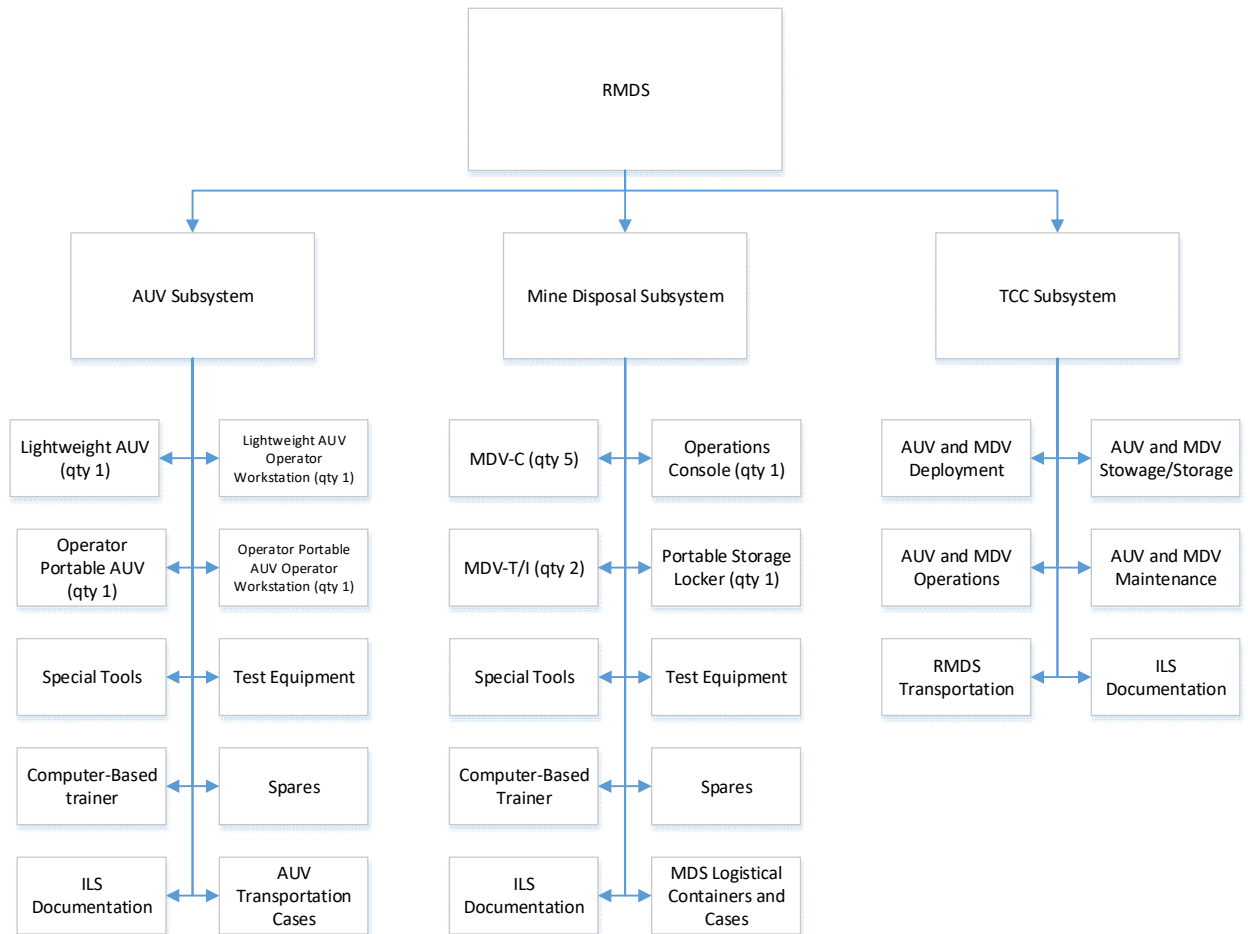 RMDS
AUV Subsystem
Mine Disposal Subsystem
TCC Subsystem
Lightweight AUV
(qty 1)
Lightweight AUV
Operator
Workstation (qty 1)
Operator
Portable AUV
(qty 1)
Operator Portable
AUV Operator
Workstation (qty 1)
Special Tools
Test Equipment
Computer-Based
trainer
Spares
ILS
Documentation
AUV
Transportation
Cases
MDV-C (qty 5)
Operations
Console (qty 1)
MDV-T/I (qty 2)
Portable Storage
Locker (qty 1)
Special Tools
Test Equipment
Computer-Based
Trainer
Spares
ILS
Documentation
MDS Logistical
Containers and
Cases
AUV and MDV
Deployment
AUV and MDV
Stowage/Storage
AUV and MDV
Operations
AUV and MDV
Maintenance
RMDS
Transportation
ILS
Documentation